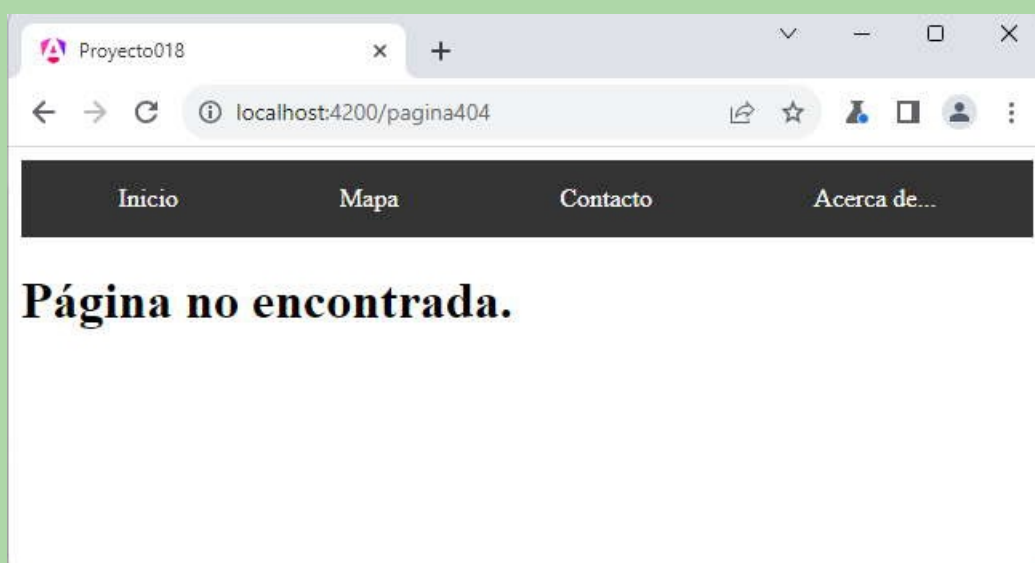 Proyecto018
localhost:4200/pagina404
Inicio Mapa Contacto Acerca de...
Página no encontrada.